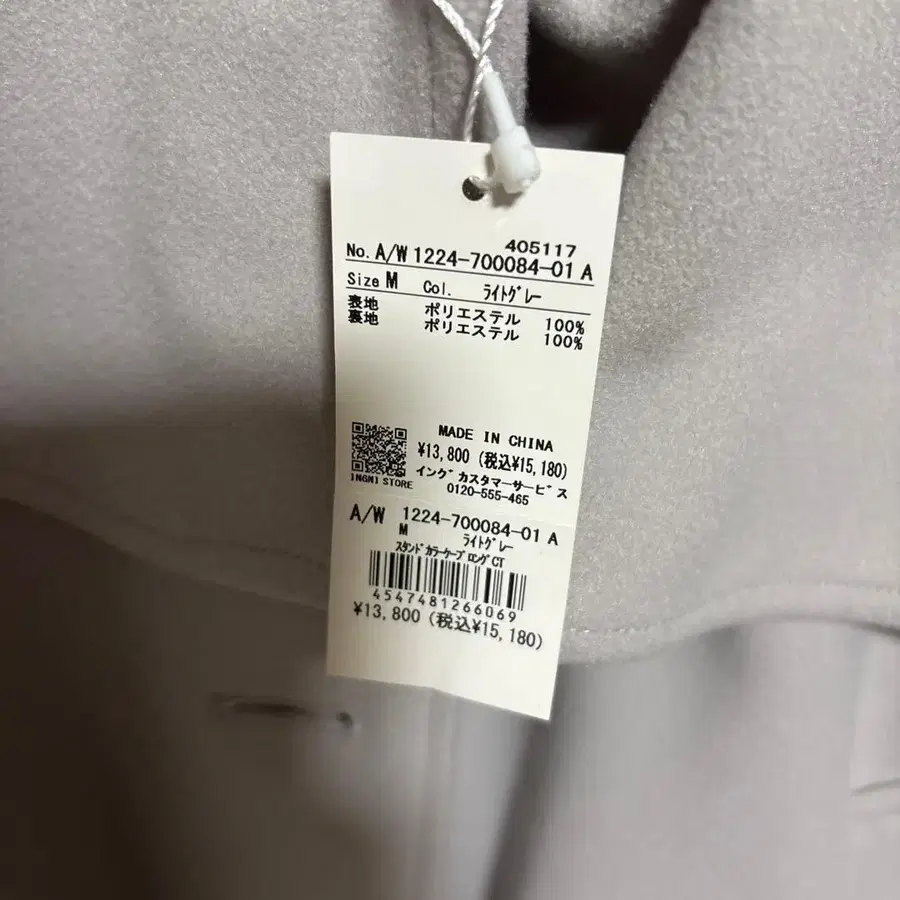 405117
No. A/W 1224-700084-01 A
Size M Col. ﾗｲﾄｸﾞﾚｰ
表地 ポリエステル 100%
裏地 ポリエステル 100%
MADE IN CHINA
¥13,800 (税込¥15,180)
イングカスタマーサービス
0120-555-465
INGNI STORE
A/W 1224-700084-01 A
M ﾗｲﾄｸﾞﾚｰ
ｽﾀﾝﾄﾞｶﾗｰケｰﾌﾟﾛﾝｸﾞCT
4547481266069
¥13,800 (税込¥15,180)